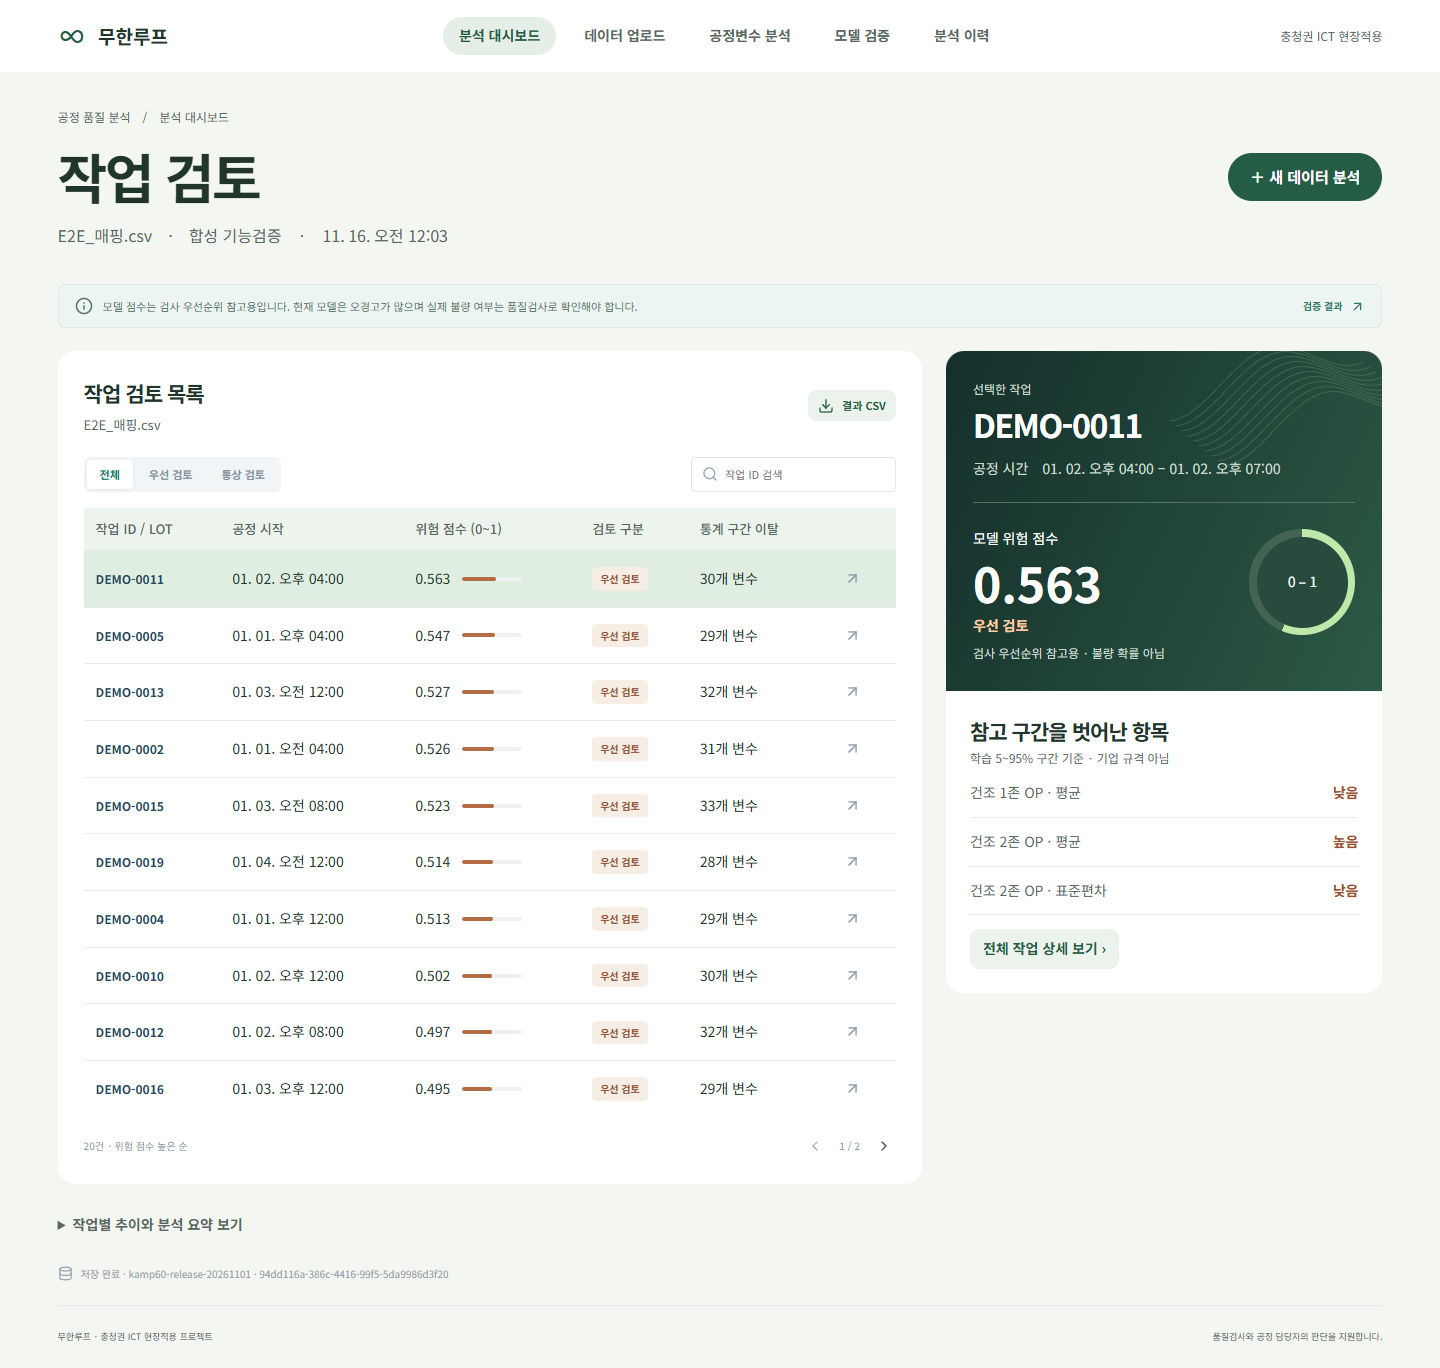 무한루프
분석 대시보드
데이터 업로드
공정변수 분석
모델 검증
분석 이력
충청권 ICT 현장적용
공정 품질 분석 / 분석 대시보드
작업 검토
+ 새 데이터 분석
E2E_매핑.csv · 합성 기능검증 · 11. 16. 오전 12:03
모델 점수는 검사 우선순위 참고용입니다. 현재 모델은 오경고가 많으며 실제 불량 여부는 품질검사로 확인해야 합니다.
검증 결과
작업 검토 목록
E2E_매핑.csv
결과 CSV
전체 우선 검토 통상 검토
작업 ID 검색
작업 ID / LOT 공정 시작 위험 점수 (0~1) 검토 구분 통계 구간 이탈
DEMO-0011 01. 02. 오후 04:00 0.563 우선 검토 30개 변수
DEMO-0005 01. 01. 오후 04:00 0.547 우선 검토 29개 변수
DEMO-0013 01. 03. 오전 12:00 0.527 우선 검토 32개 변수
DEMO-0002 01. 01. 오전 04:00 0.526 우선 검토 31개 변수
DEMO-0015 01. 03. 오전 08:00 0.523 우선 검토 33개 변수
DEMO-0019 01. 04. 오전 12:00 0.514 우선 검토 28개 변수
DEMO-0004 01. 01. 오후 12:00 0.513 우선 검토 29개 변수
DEMO-0010 01. 02. 오후 12:00 0.502 우선 검토 30개 변수
DEMO-0012 01. 02. 오후 08:00 0.497 우선 검토 32개 변수
DEMO-0016 01. 03. 오후 12:00 0.495 우선 검토 29개 변수
20건 · 위험 점수 높은 순
1 / 2
선택한 작업
DEMO-0011
공정 시간 01. 02. 오후 04:00 – 01. 02. 오후 07:00
모델 위험 점수
0.563
0 – 1
우선 검토
검사 우선순위 참고용 · 불량 확률 아님
참고 구간을 벗어난 항목
학습 5~95% 구간 기준 · 기업 규격 아님
건조 1존 OP · 평균 낮음
건조 2존 OP · 평균 높음
건조 2존 OP · 표준편차 낮음
전체 작업 상세 보기 ›
▶ 작업별 추이와 분석 요약 보기
저장 완료 · kamp60-release-20261101 · 94dd116a-386c-4416-99f5-5da9986d3f20
무한루프 · 충청권 ICT 현장적용 프로젝트
품질검사와 공정 담당자의 판단을 지원합니다.